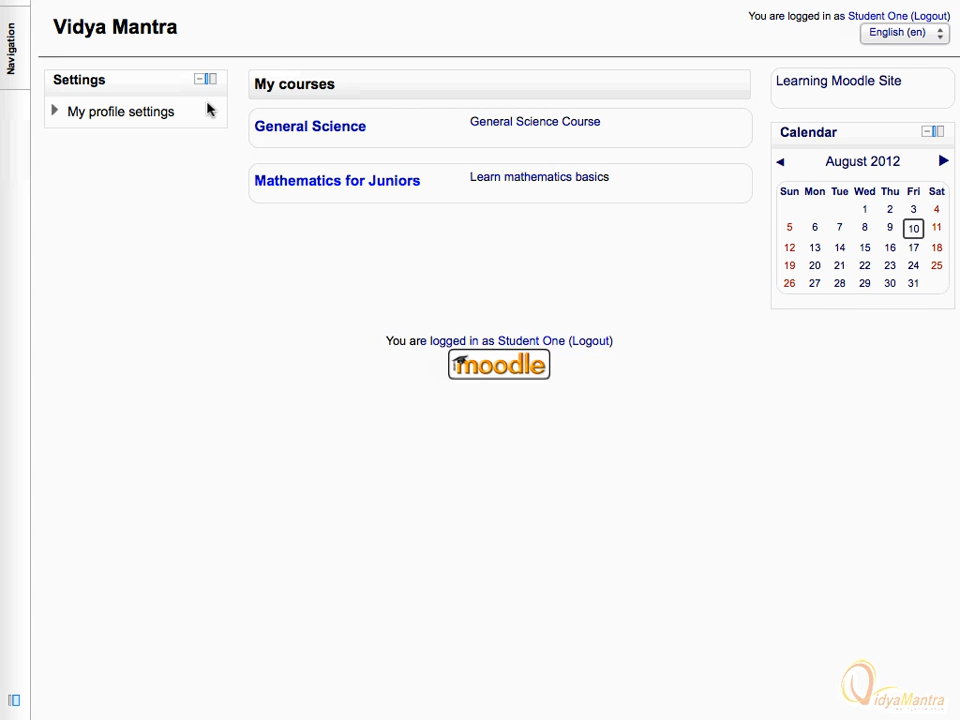 Navigation
Vidya Mantra
You are logged in as Student One (Logout)
English (en)
Settings
My profile settings
My courses
General Science
General Science Course
Mathematics for Juniors
Learn mathematics basics
Learning Moodle Site
Calendar
◄ August 2012 ►
Sun Mon Tue Wed Thu Fri Sat
1 2 3 4
5 6 7 8 9 10 11
12 13 14 15 16 17 18
19 20 21 22 23 24 25
26 27 28 29 30 31
You are logged in as Student One (Logout)
moodle
VidyaMantra